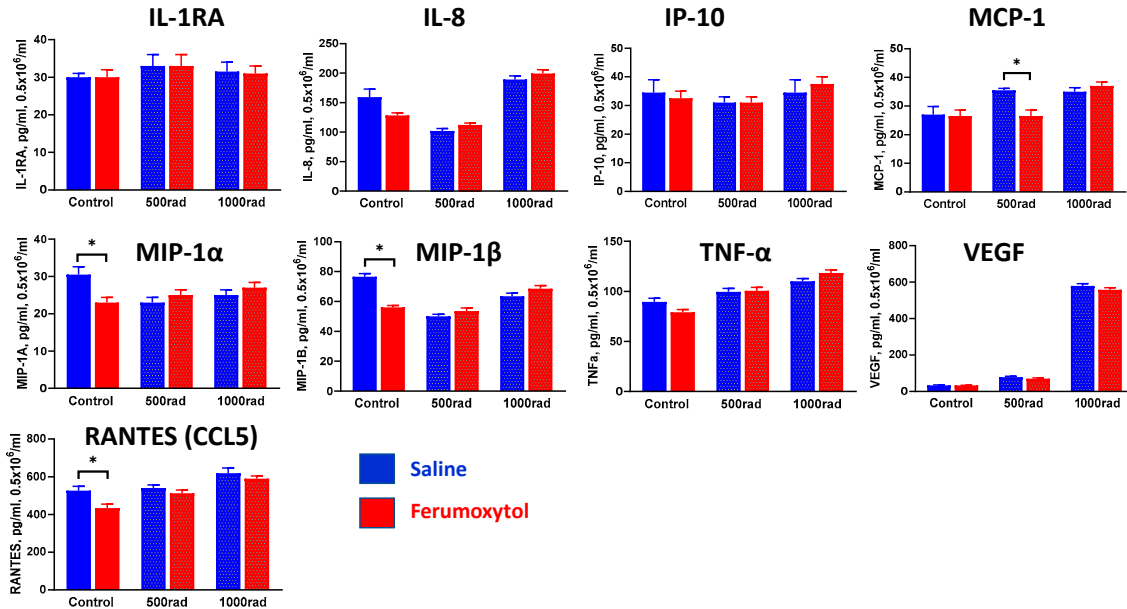 IL-1RA
IL-1RA, pg/ml, 0.5x10⁶/ml
40
30
20
10
0
Control 500rad 1000rad
IL-8
IL-8, pg/ml, 0.5x10⁶/ml
250
200
150
100
50
0
Control 500rad 1000rad
IP-10
IP-10, pg/ml, 0.5x10⁶/ml
60
50
40
30
20
10
0
Control 500rad 1000rad
MCP-1
MCP-1, pg/ml, 0.5x10⁶/ml
50
40
30
20
10
0
*
Control 500rad 1000rad
MIP-1α
MIP-1A, pg/ml, 0.5x10⁶/ml
40
30
20
10
0
*
Control 500rad 1000rad
MIP-1β
MIP-1B, pg/ml, 0.5x10⁶/ml
100
80
60
40
20
0
*
Control 500rad 1000rad
TNF-α
TNFa, pg/ml, 0.5x10⁶/ml
150
100
50
0
Control 500rad 1000rad
VEGF
VEGF, pg/ml, 0.5x10⁶/ml
800
600
400
200
0
Control 500rad 1000rad
RANTES (CCL5)
RANTES, pg/ml, 0.5x10⁶/ml
800
600
400
200
0
*
Control 500rad 1000rad
Saline
Ferumoxytol